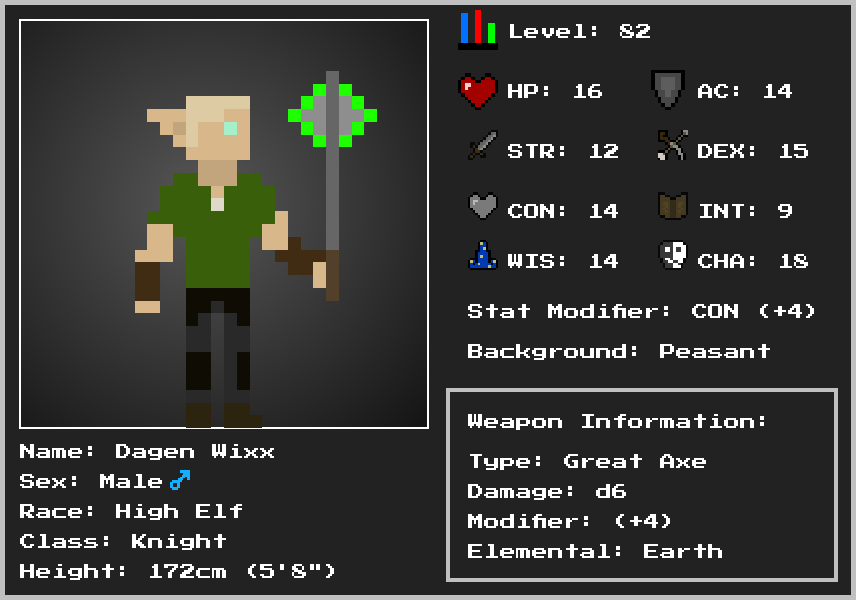 Level: 82
HP: 16 AC: 14
STR: 12 DEX: 15
CON: 14 INT: 9
WIS: 14 CHA: 18
Stat Modifier: CON (+4)
Background: Peasant
Weapon Information:
Type: Great Axe
Damage: d6
Modifier: (+4)
Elemental: Earth
Name: Dagen Wixx
Sex: Male ♂
Race: High Elf
Class: Knight
Height: 172cm (5'8")